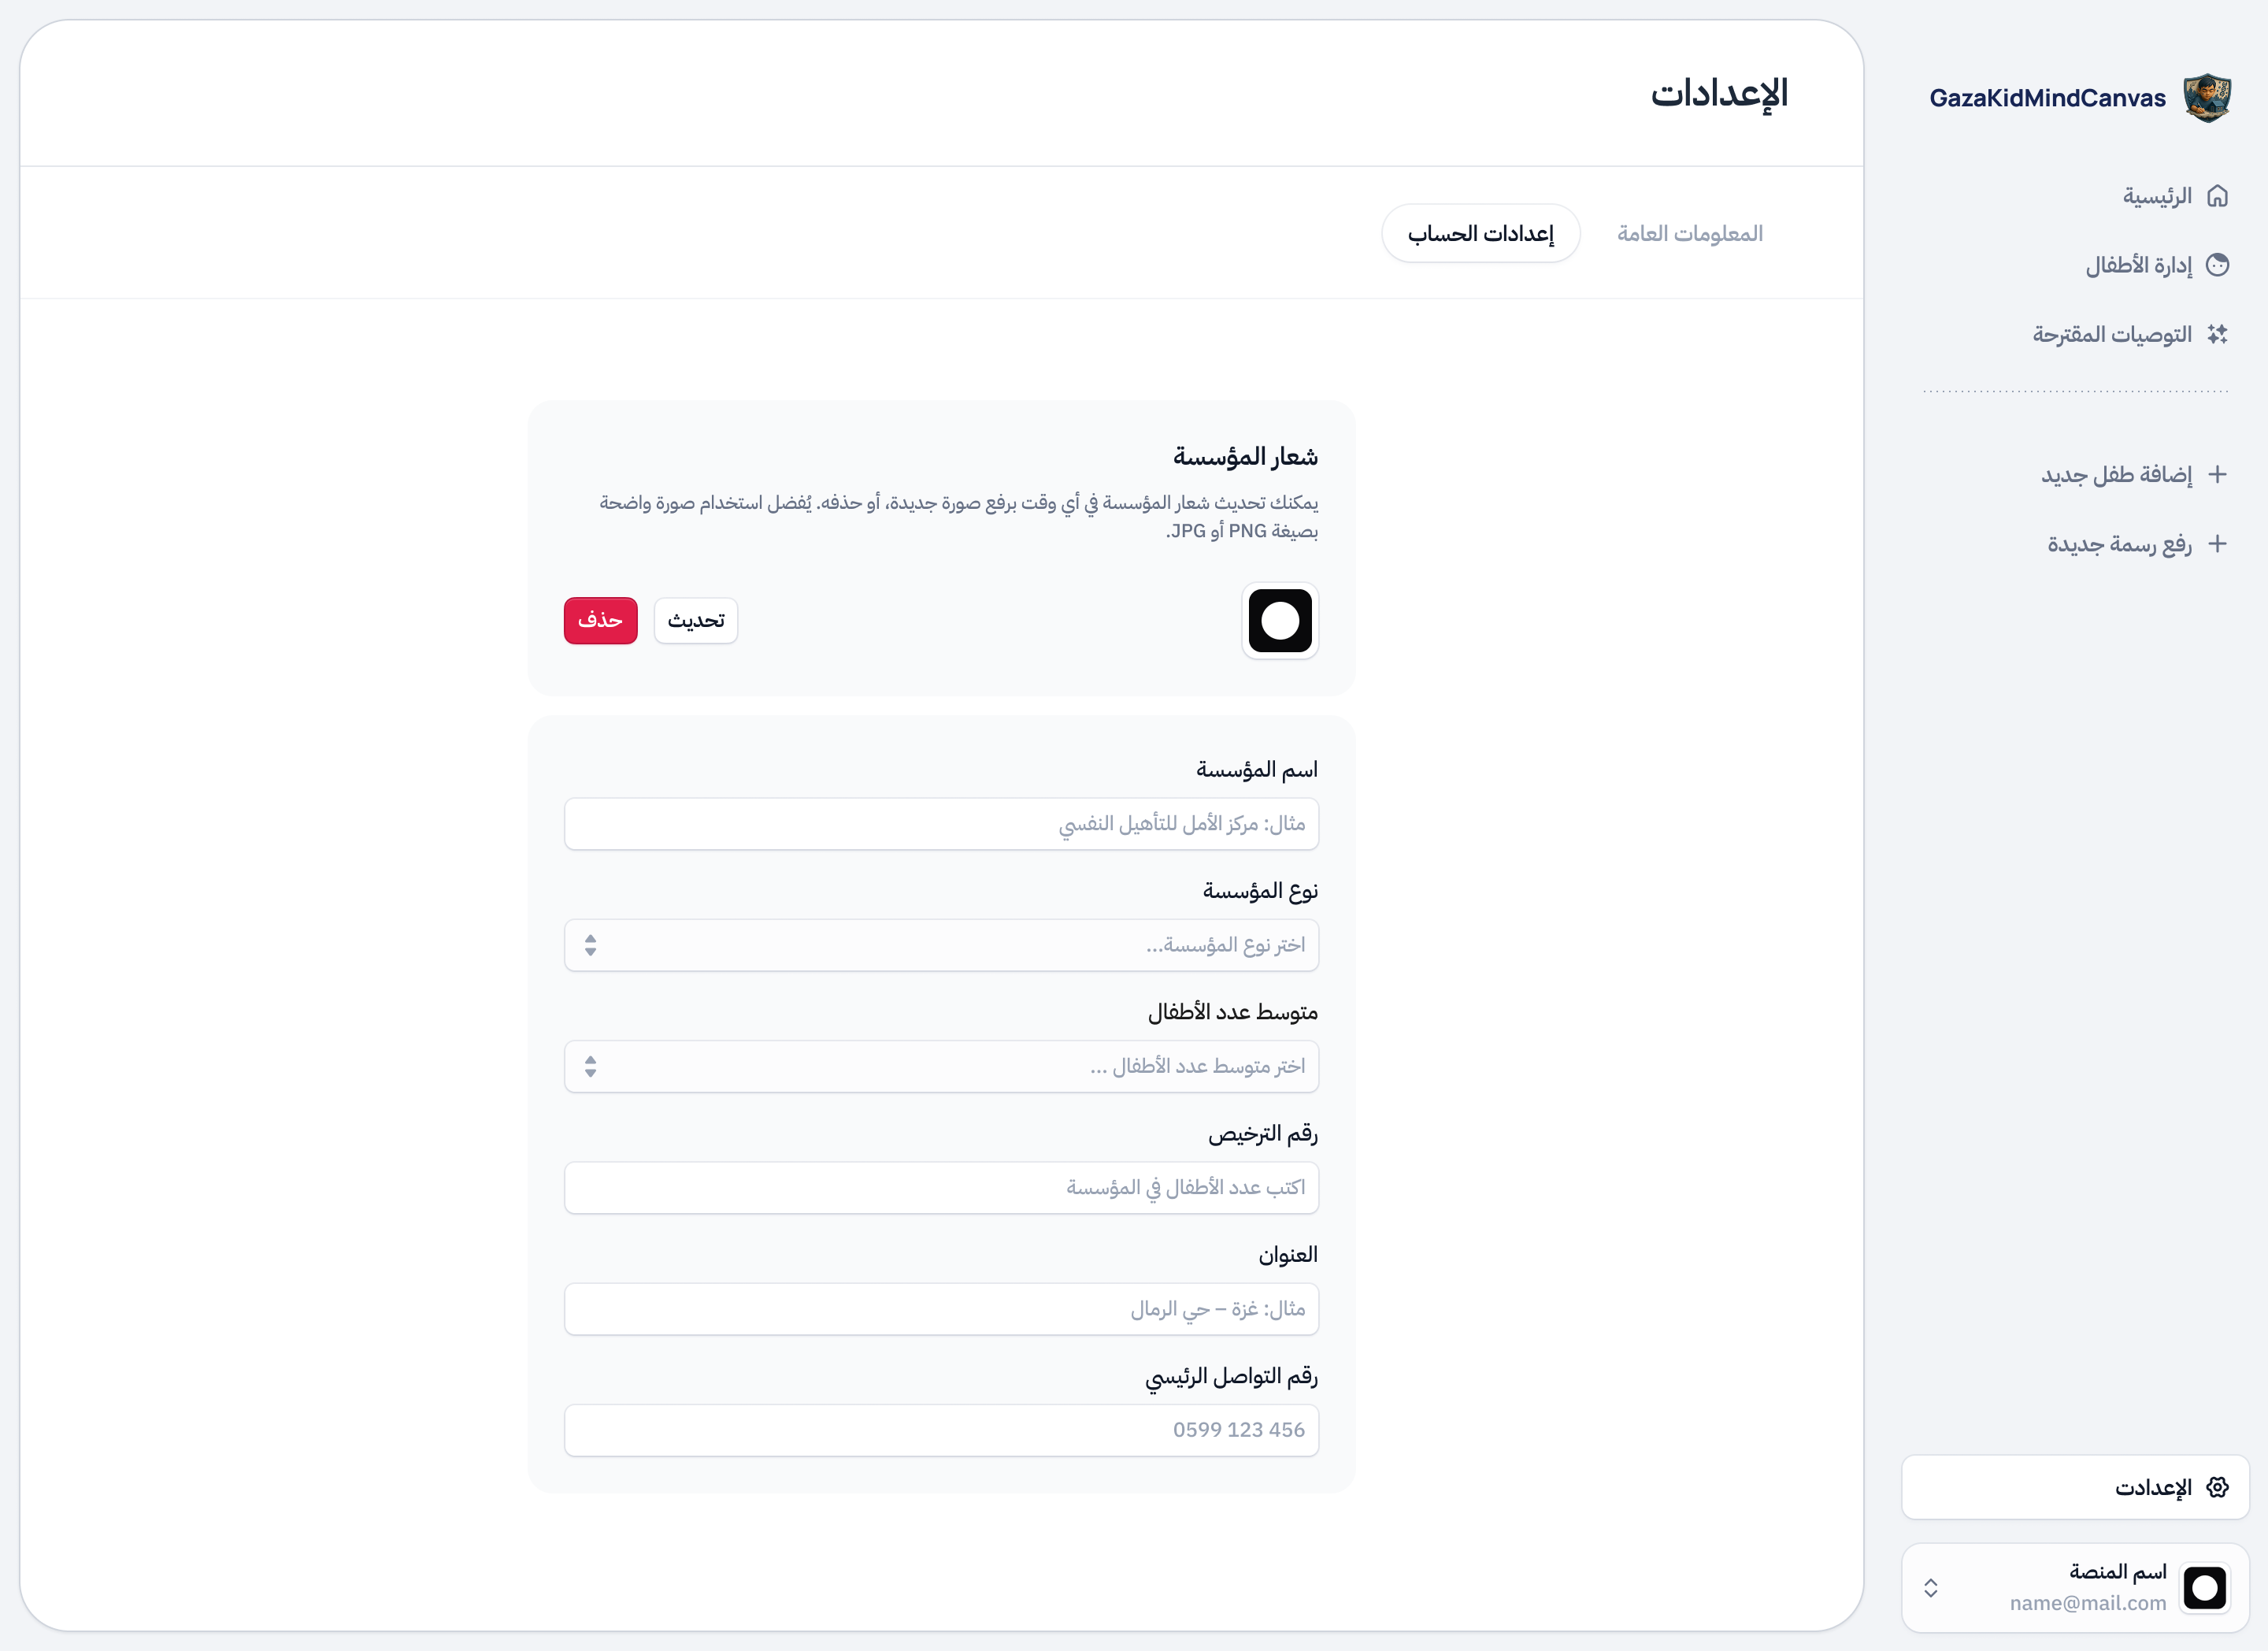 GazaKidMindCanvas
الرئيسية
إدارة الأطفال
التوصيات المقترحة
إضافة طفل جديد
رفع رسمة جديدة
الإعدادت
اسم المنصة
name@mail.com
الإعدادات
المعلومات العامة
إعدادات الحساب
شعار المؤسسة
يمكنك تحديث شعار المؤسسة في أي وقت برفع صورة جديدة، أو حذفه. يُفضل استخدام صورة واضحة
بصيغة PNG أو JPG.
تحديث
حذف
اسم المؤسسة
مثال: مركز الأمل للتأهيل النفسي
نوع المؤسسة
اختر نوع المؤسسة...
متوسط عدد الأطفال
اختر متوسط عدد الأطفال ...
رقم الترخيص
اكتب عدد الأطفال في المؤسسة
العنوان
مثال: غزة – حي الرمال
رقم التواصل الرئيسي
0599 123 456